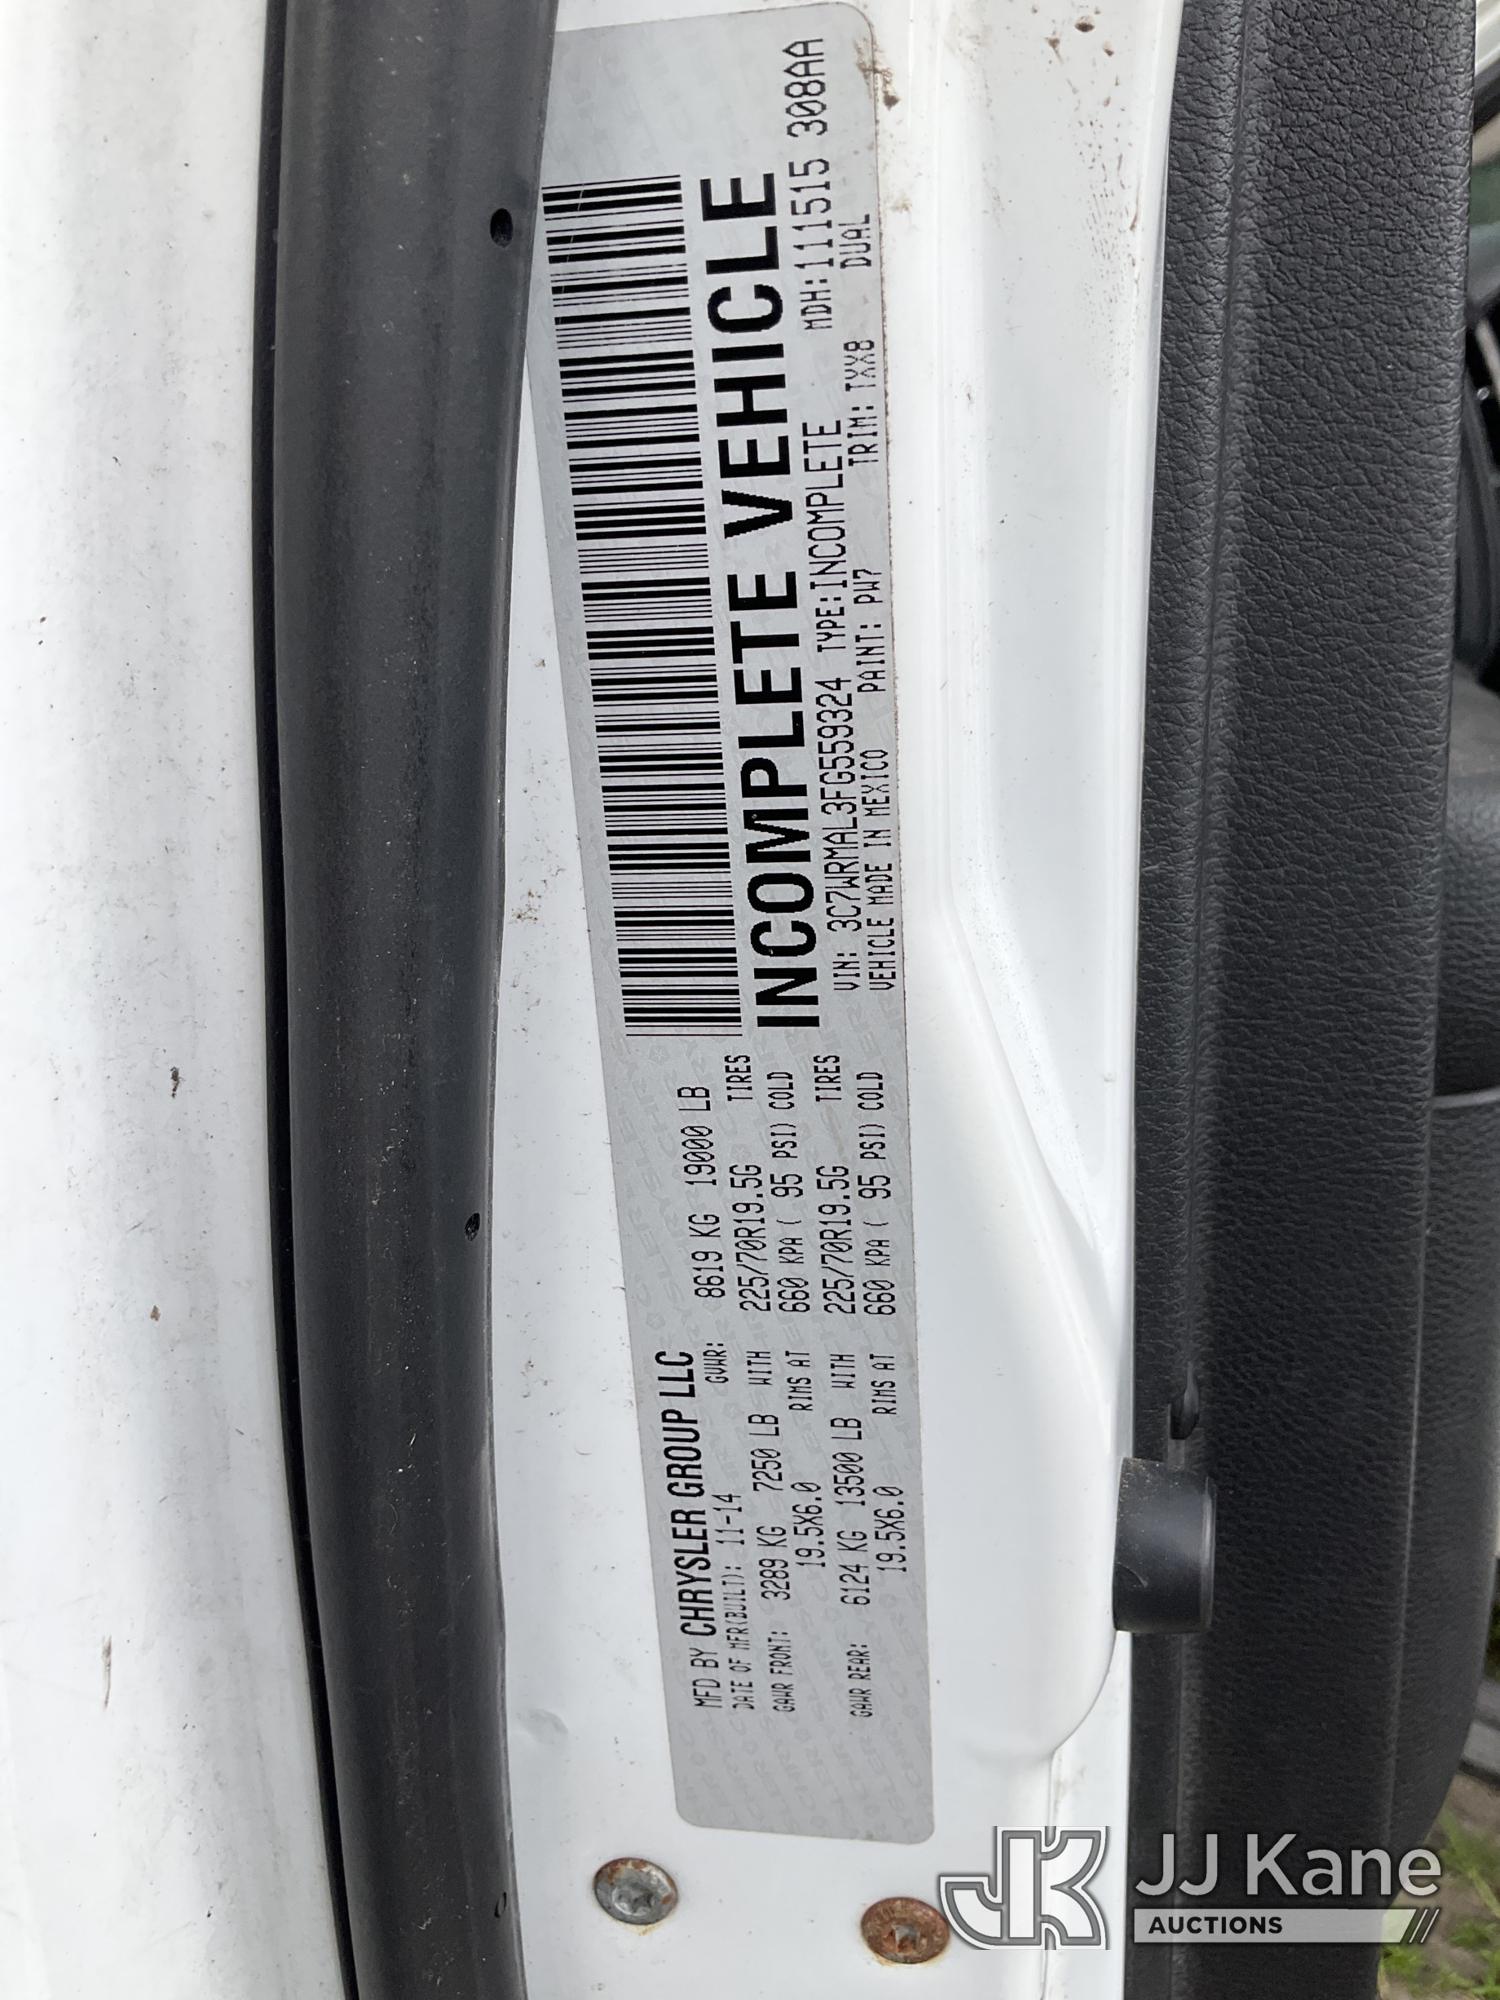 MFD BY CHRYSLER GROUP LLC
DATE OF MFR(BUILT): 11-14 GVWR: 8619 KG 19000 LB
GAWR FRONT: 3289 KG 7250 LB WITH 225/70R19.5G TIRES
19.5X6.0 RIMS AT 660 KPA ( 95 PSI) COLD
GAWR REAR: 6124 KG 13500 LB WITH 225/70R19.5G TIRES
19.5X6.0 RIMS AT 660 KPA ( 95 PSI) COLD
INCOMPLETE VEHICLE
VIN: 3C7WRMAL3FG559324 TYPE:INCOMPLETE MDH:111515 308AA
VEHICLE MADE IN MEXICO PAINT: PW7 TRIM: TXX8 DUAL
JK JJ Kane
AUCTIONS